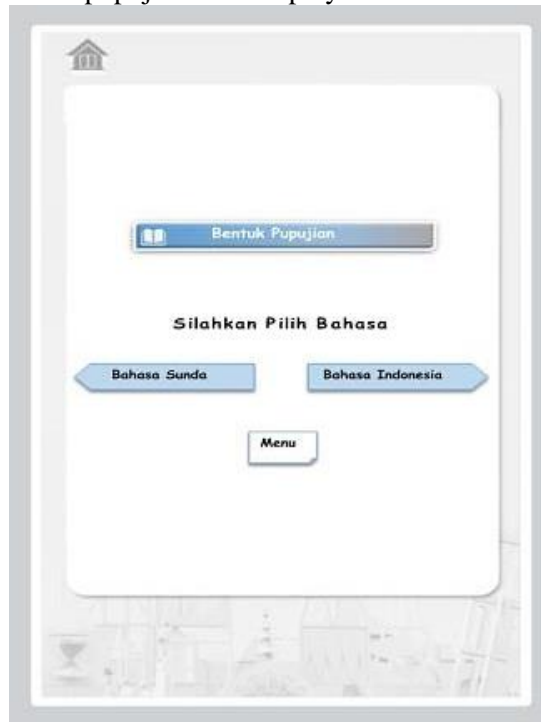 Bentuk Pupujian
Silahkan Pilih Bahasa
Bahasa Sunda
Bahasa Indonesia
Menu